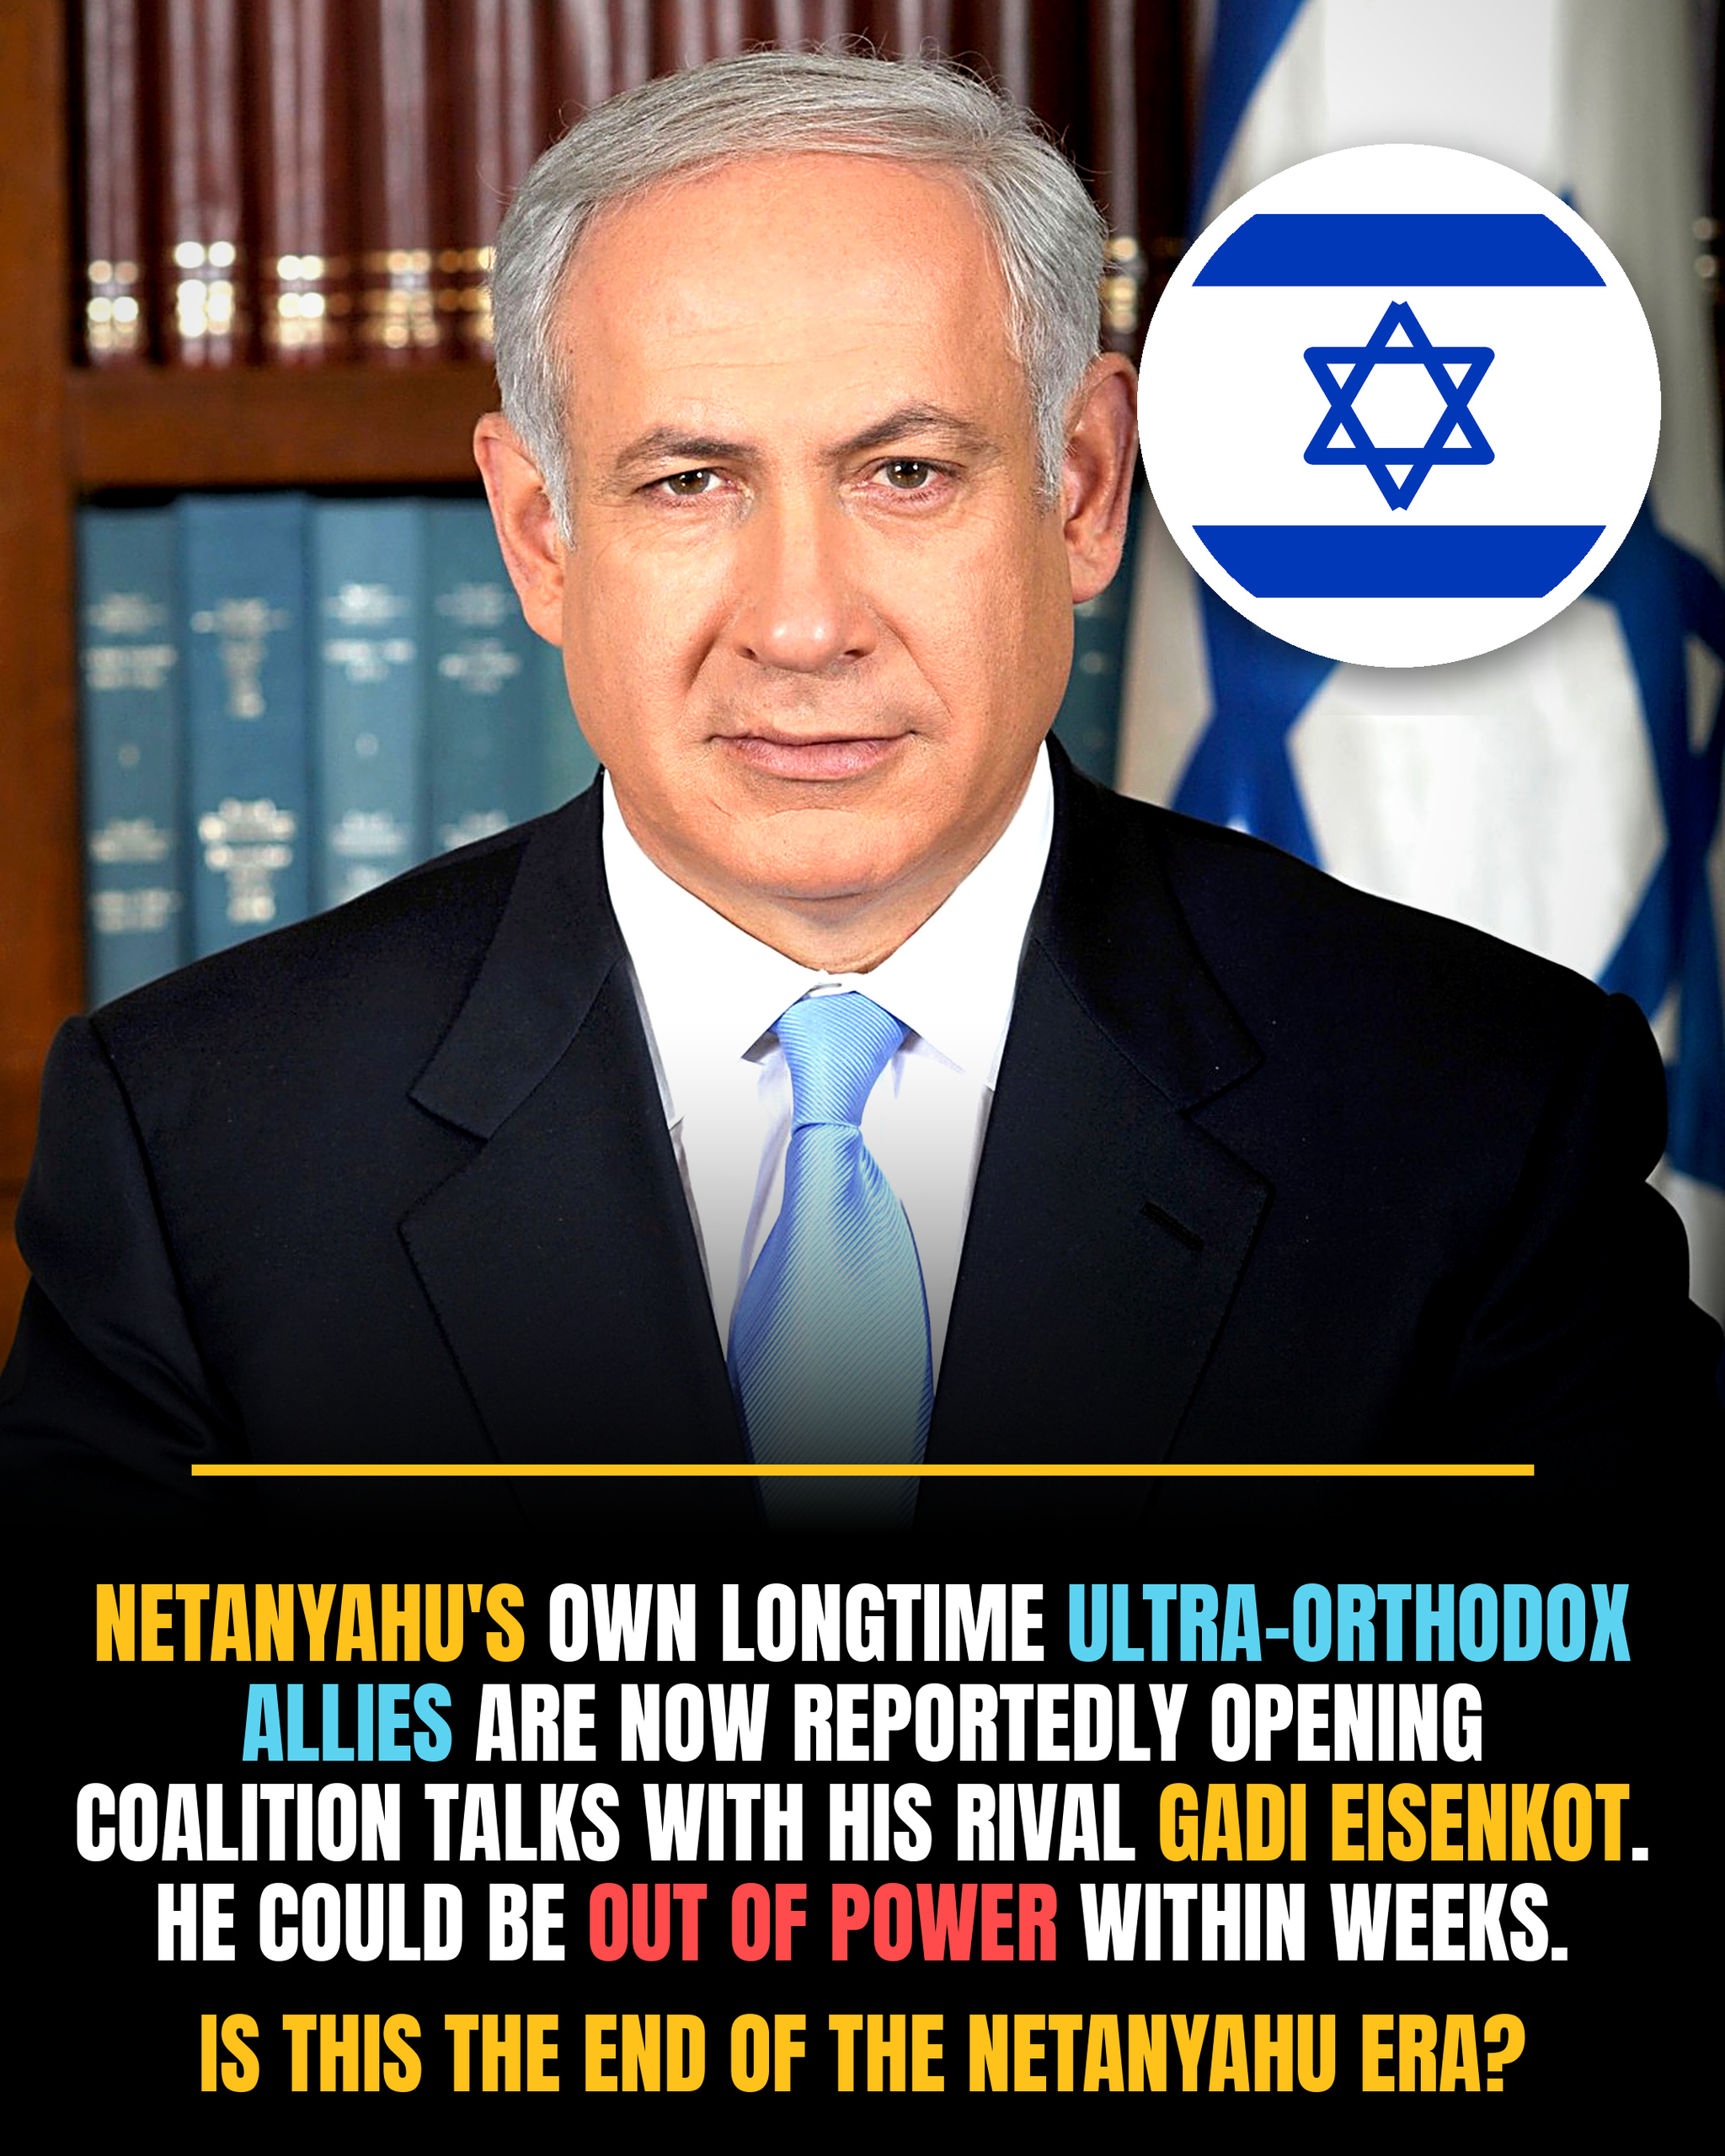 NETANYAHU'S OWN LONGTIME ULTRA-ORTHODOX
ALLIES ARE NOW REPORTEDLY OPENING
COALITION TALKS WITH HIS RIVAL GADI EISENKOT.
HE COULD BE OUT OF POWER WITHIN WEEKS.
IS THIS THE END OF THE NETANYAHU ERA?